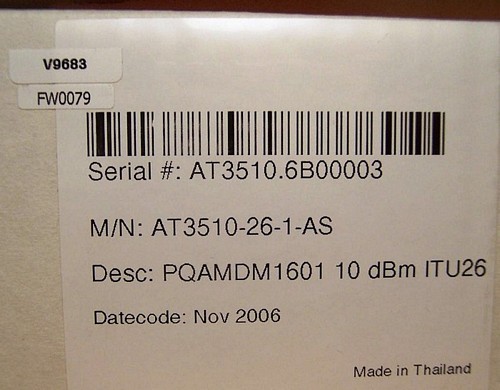 V9683
FW0079
Serial #: AT3510.6B00003
M/N: AT3510-26-1-AS
Desc: PQAMDM1601 10 dBm ITU26
Datecode: Nov 2006
Made in Thailand